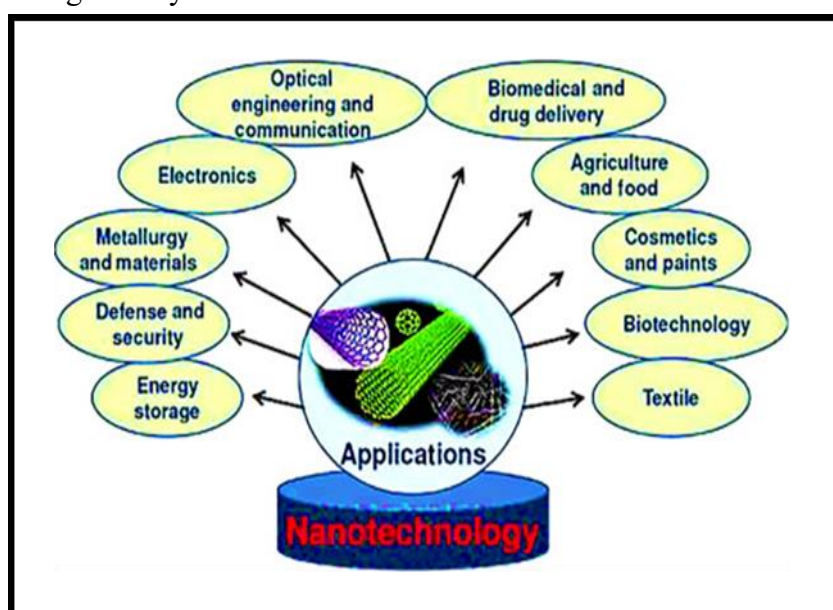 Optical
engineering and
communication
Biomedical and
drug delivery
Electronics
Agriculture
and food
Metallurgy
and materials
Cosmetics
and paints
Defense and
security
Biotechnology
Energy
storage
Textile
Applications
Nanotechnology